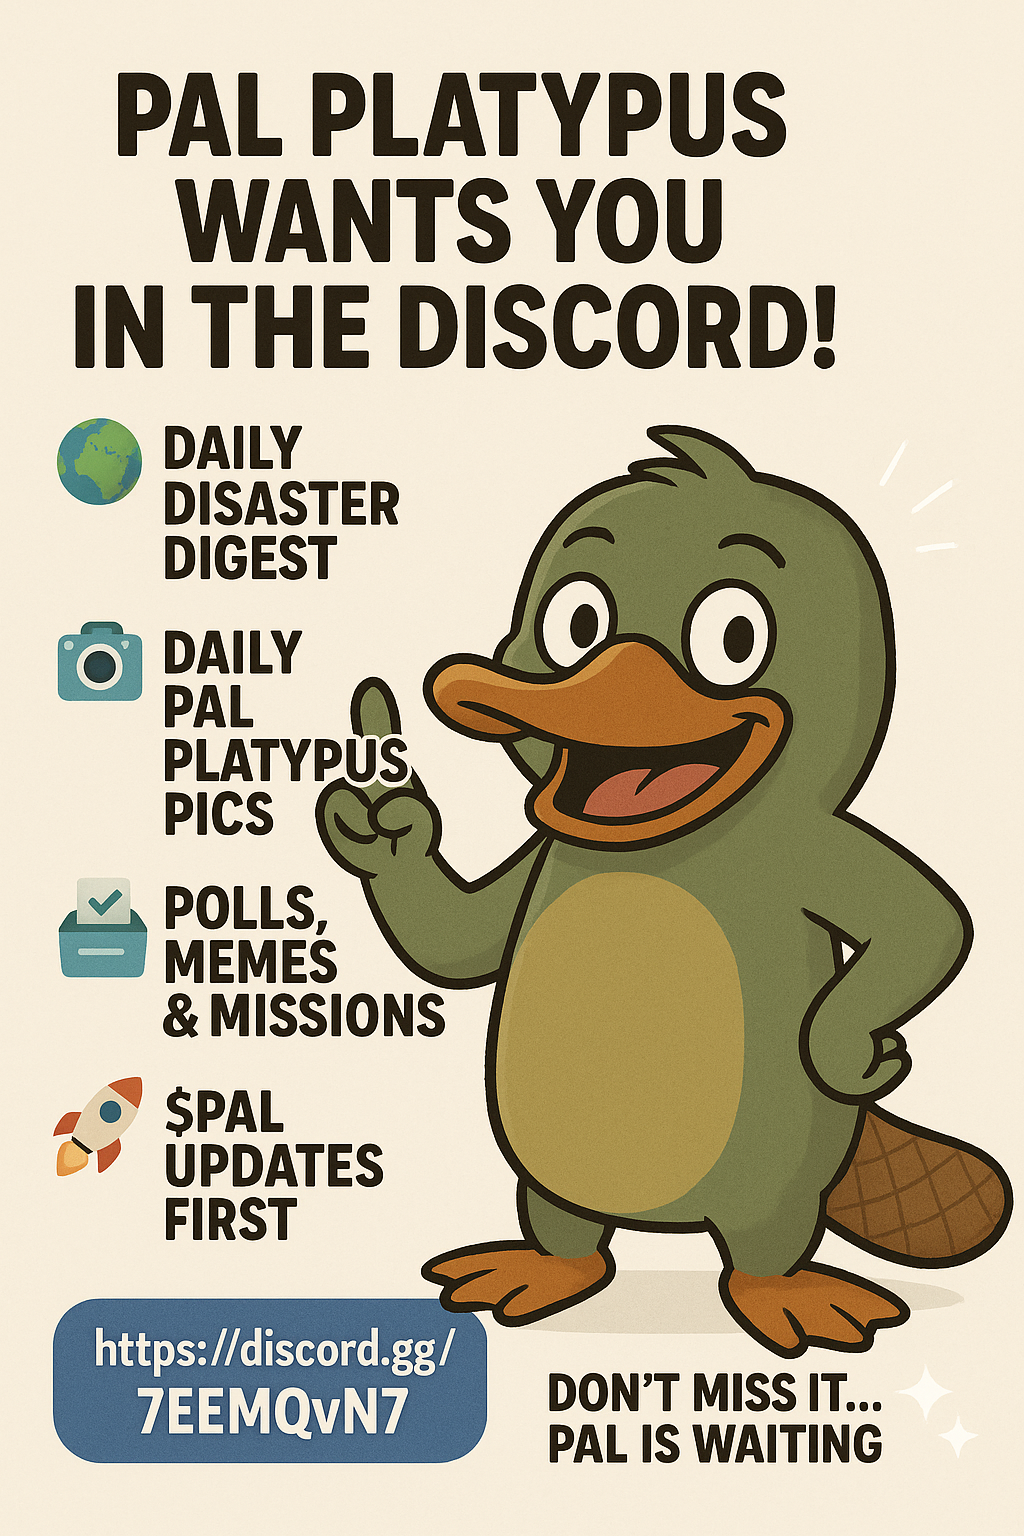 PAL PLATYPUS
WANTS YOU
IN THE DISCORD!
DAILY
DISASTER
DIGEST
DAILY
PAL
PLATYPUS
PICS
POLLS,
MEMES
& MISSIONS
$PAL
UPDATES
FIRST
https://discord.gg/
7EEMQvN7
DON'T MISS IT...
PAL IS WAITING